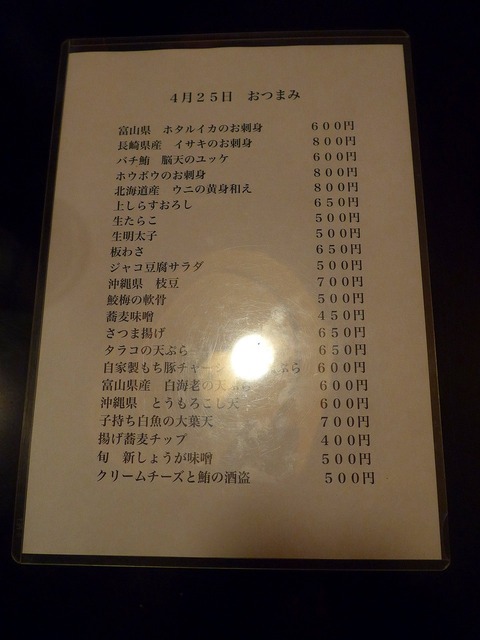 4月25日　おつまみ
富山県　ホタルイカのお刺身　600円
長崎県産　イサキのお刺身　800円
バチ鮪　脳天のユッケ　600円
ホウボウのお刺身　800円
北海道産　ウニの黄身和え　800円
上しらすおろし　650円
生たらこ　500円
生明太子　500円
板わさ　650円
ジャコ豆腐サラダ　500円
沖縄県　枝豆　700円
鮫梅の軟骨　500円
蕎麦味噌　450円
さつま揚げ　650円
タラコの天ぷら　650円
自家製もち豚チャーシューの天ぷら　600円
富山県産　白海老の天ぷら　600円
沖縄県　とうもろこし天　600円
子持ち白魚の大葉天　700円
揚げ蕎麦チップ　400円
旬　新しょうが味噌　500円
クリームチーズと鮪の酒盗　500円